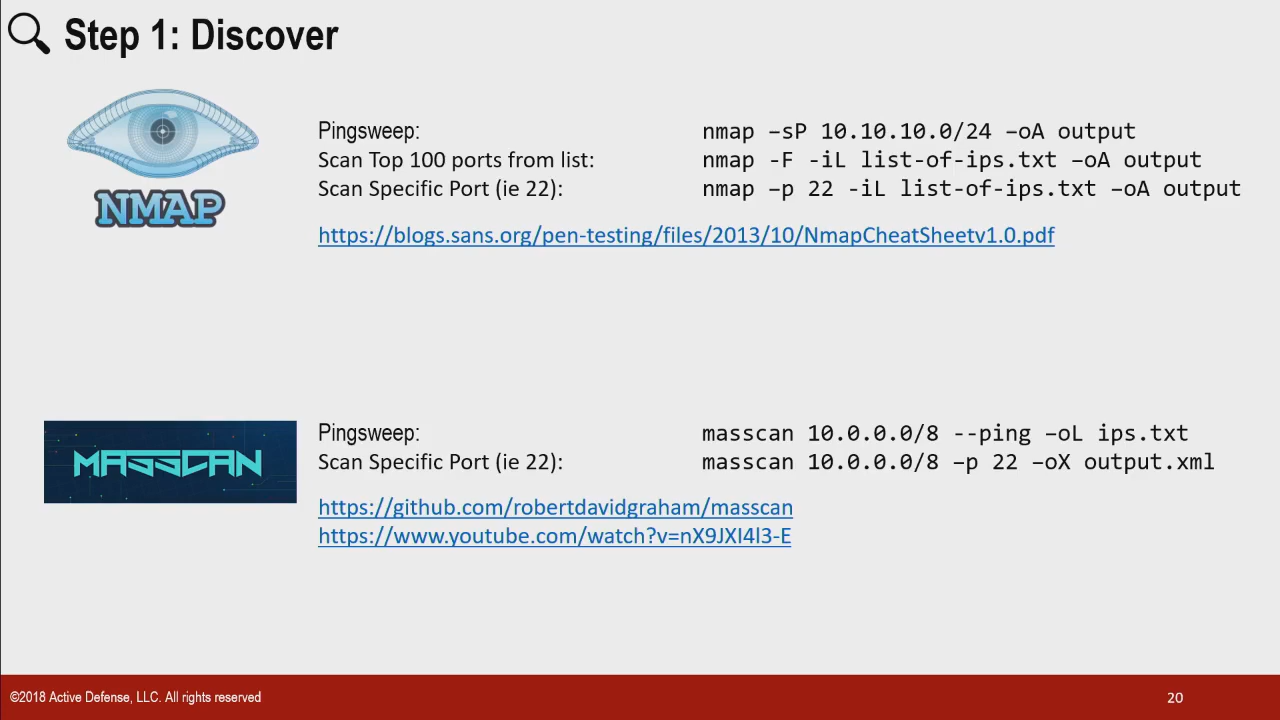 Step 1: Discover
NMAP
Pingsweep: nmap –sP 10.10.10.0/24 –oA output
Scan Top 100 ports from list: nmap -F -iL list-of-ips.txt –oA output
Scan Specific Port (ie 22): nmap –p 22 -iL list-of-ips.txt –oA output
https://blogs.sans.org/pen-testing/files/2013/10/NmapCheatSheetv1.0.pdf
MASSCAN
Pingsweep: masscan 10.0.0.0/8 --ping –oL ips.txt
Scan Specific Port (ie 22): masscan 10.0.0.0/8 –p 22 –oX output.xml
https://github.com/robertdavidgraham/masscan
https://www.youtube.com/watch?v=nX9JXI4l3-E
©2018 Active Defense, LLC. All rights reserved
20